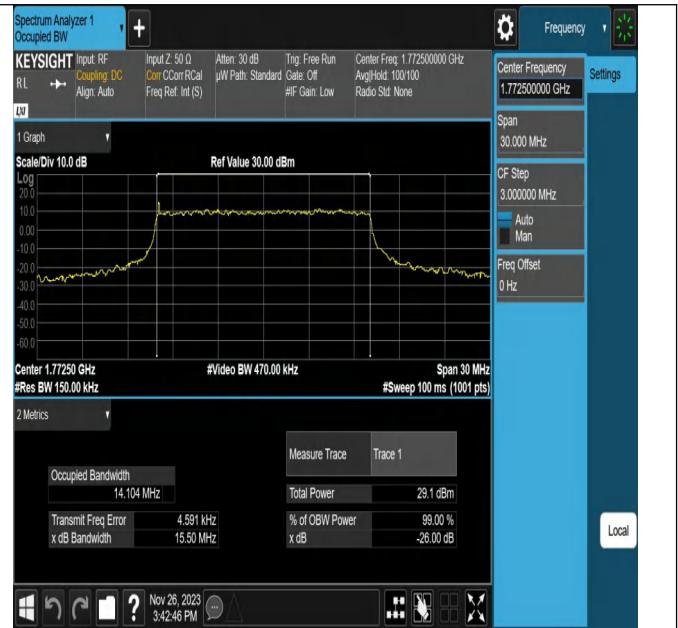 Spectrum Analyzer 1
Occupied BW
Frequency
KEYSIGHT
RL
LXI
Input: RF
Coupling: DC
Align: Auto
Input Z: 50 Ω
Corr CCorr RCal
Freq Ref: Int (S)
Atten: 30 dB
µW Path: Standard
Trig: Free Run
Gate: Off
#IF Gain: Low
Center Freq: 1.772500000 GHz
Avg|Hold: 100/100
Radio Std: None
Center Frequency
1.772500000 GHz
Settings
Span
30.000 MHz
CF Step
3.000000 MHz
Auto
Man
Freq Offset
0 Hz
1 Graph
Scale/Div 10.0 dB
Ref Value 30.00 dBm
Log
20.0
10.0
0.00
-10.0
-20.0
-30.0
-40.0
-50.0
-60.0
Center 1.77250 GHz
#Video BW 470.00 kHz
Span 30 MHz
#Res BW 150.00 kHz
#Sweep 100 ms (1001 pts)
2 Metrics
Measure Trace
Trace 1
Occupied Bandwidth
14.104 MHz
Total Power
29.1 dBm
Transmit Freq Error
4.591 kHz
% of OBW Power
99.00 %
x dB Bandwidth
15.50 MHz
x dB
-26.00 dB
Local
?
Nov 26, 2023
3:42:46 PM